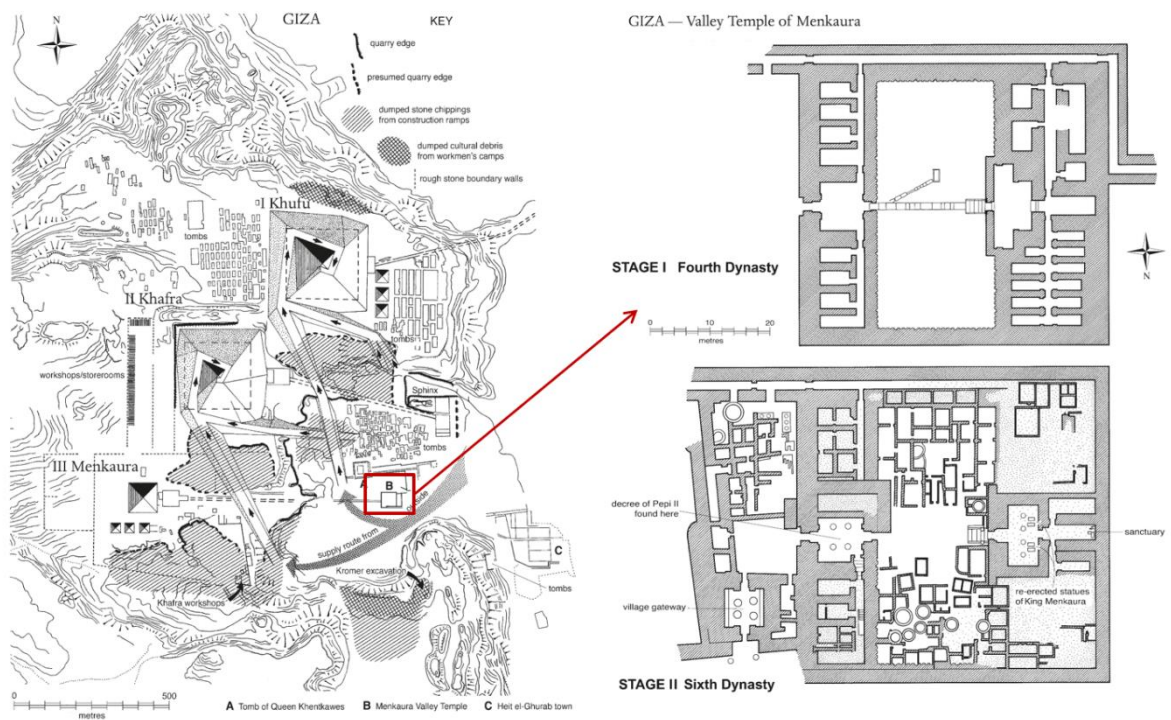 GIZA
KEY
N
quarry edge
presumed quarry edge
dumped stone chippings
from construction ramps
dumped cultural debris
from workmen's camps
rough stone boundary walls
I Khufu
tombs
II Khafra
tombs
workshops/storerooms
Sphinx
tombs
III Menkaura
A
B
supply route from
side
C
tombs
Kromer excavation
Khafra workshops
0
500
metres
A Tomb of Queen Khentkawes
B Menkaura Valley Temple
C Heit el-Ghurab town
GIZA — Valley Temple of Menkaura
STAGE I Fourth Dynasty
N
0
10
20
metres
decree of Pepi II
found here
sanctuary
village gateway
re-erected statues
of King Menkaura
STAGE II Sixth Dynasty